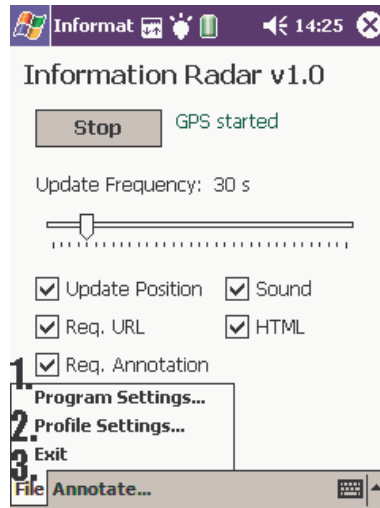 Informat 14:25
Information Radar v1.0
Stop GPS started
Update Frequency: 30 s
Update Position Sound
Req. URL HTML
Req. Annotation
1. Program Settings...
2. Profile Settings...
3. Exit
File Annotate...